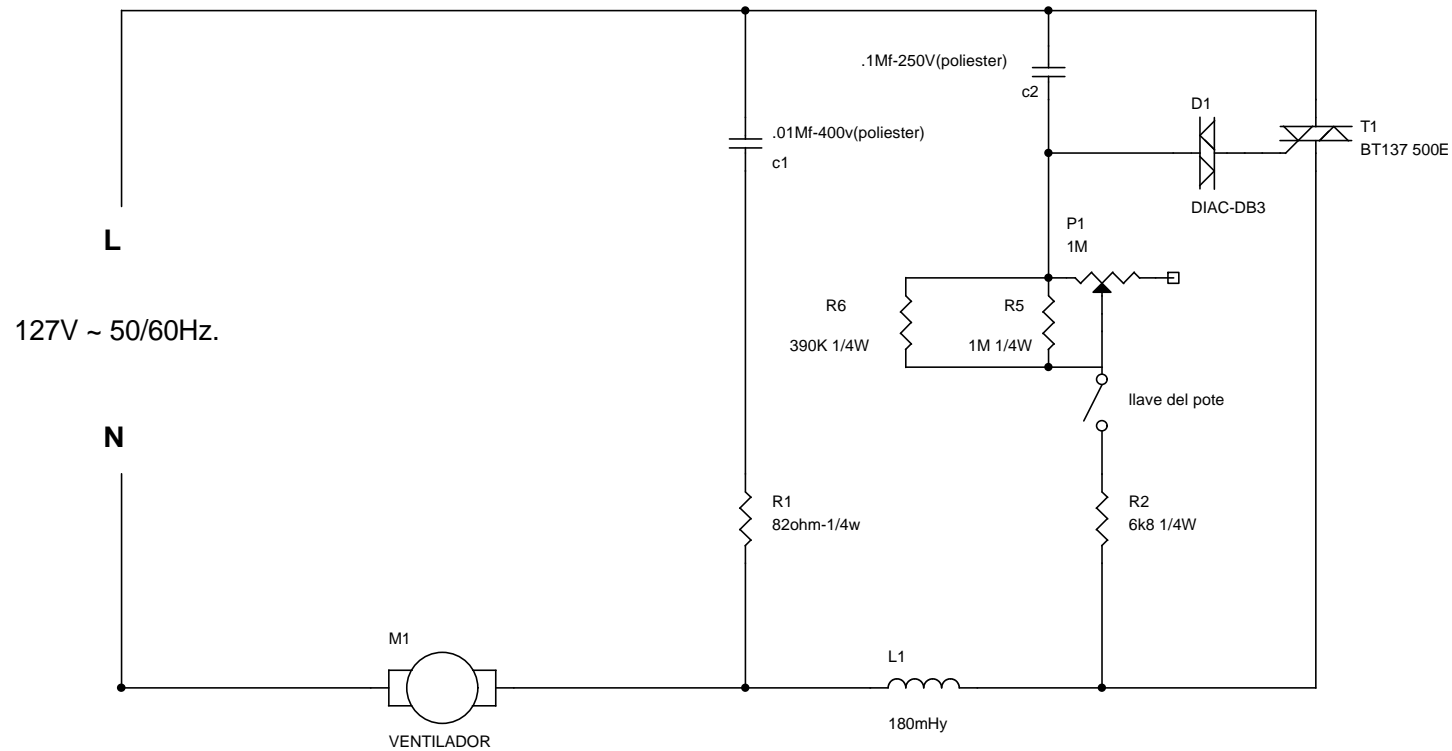 .1Mf-250V(poliester)
c2
D1
.01Mf-400v(poliester)
c1
T1
BT137 500E
DIAC-DB3
P1
1M
L
R6
R5
127V ~ 50/60Hz.
390K 1/4W
1M 1/4W
llave del pote
N
R1
82ohm-1/4w
R2
6k8 1/4W
M1
L1
180mHy
VENTILADOR